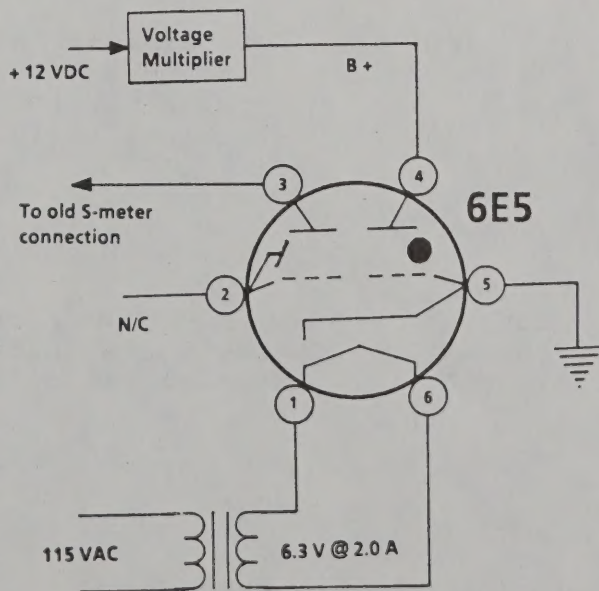 Voltage
Multiplier
+ 12 VDC
B +
3
4
6E5
To old S-meter
connection
2
5
N/C
1
6
115 VAC
6.3 V @ 2.0 A